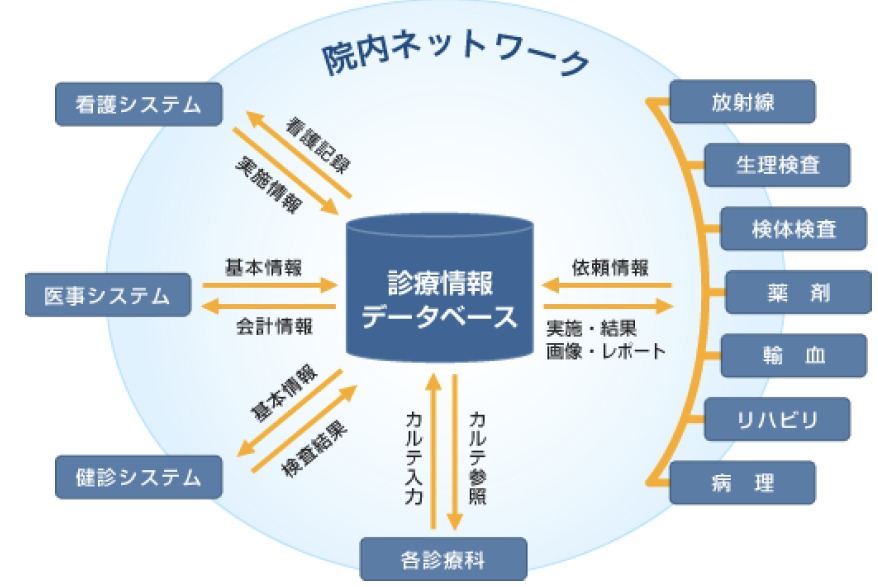 院内ネットワーク
看護システム
看護記録
実施情報
医事システム
基本情報
会計情報
健診システム
基本情報
検査結果
診療情報
データベース
カルテ入力
カルテ参照
各診療科
依頼情報
実施・結果
画像・レポート
放射線
生理検査
検体検査
薬　剤
輸　血
リハビリ
病　理